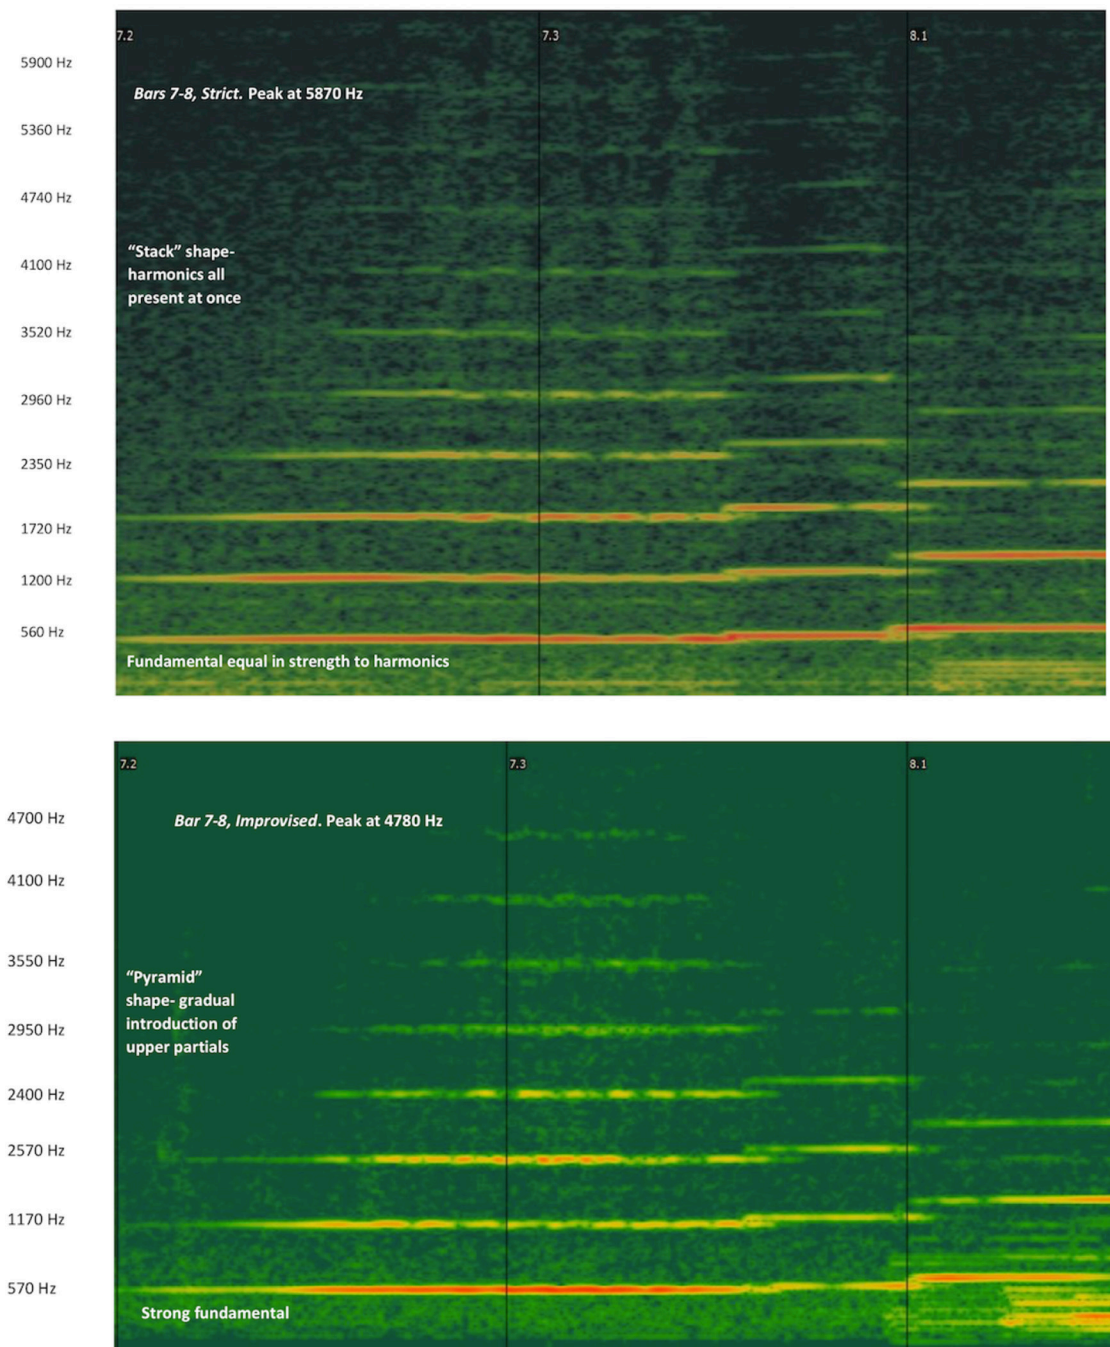 7.2
7.3
8.1
5900 Hz
Bars 7-8, Strict. Peak at 5870 Hz
5360 Hz
4740 Hz
“Stack” shape-
harmonics all
present at once
4100 Hz
3520 Hz
2960 Hz
2350 Hz
1720 Hz
1200 Hz
560 Hz
Fundamental equal in strength to harmonics
7.2
7.3
8.1
4700 Hz
Bar 7-8, Improvised. Peak at 4780 Hz
4100 Hz
3550 Hz
“Pyramid”
shape- gradual
introduction of
upper partials
2950 Hz
2400 Hz
2570 Hz
1170 Hz
570 Hz
Strong fundamental